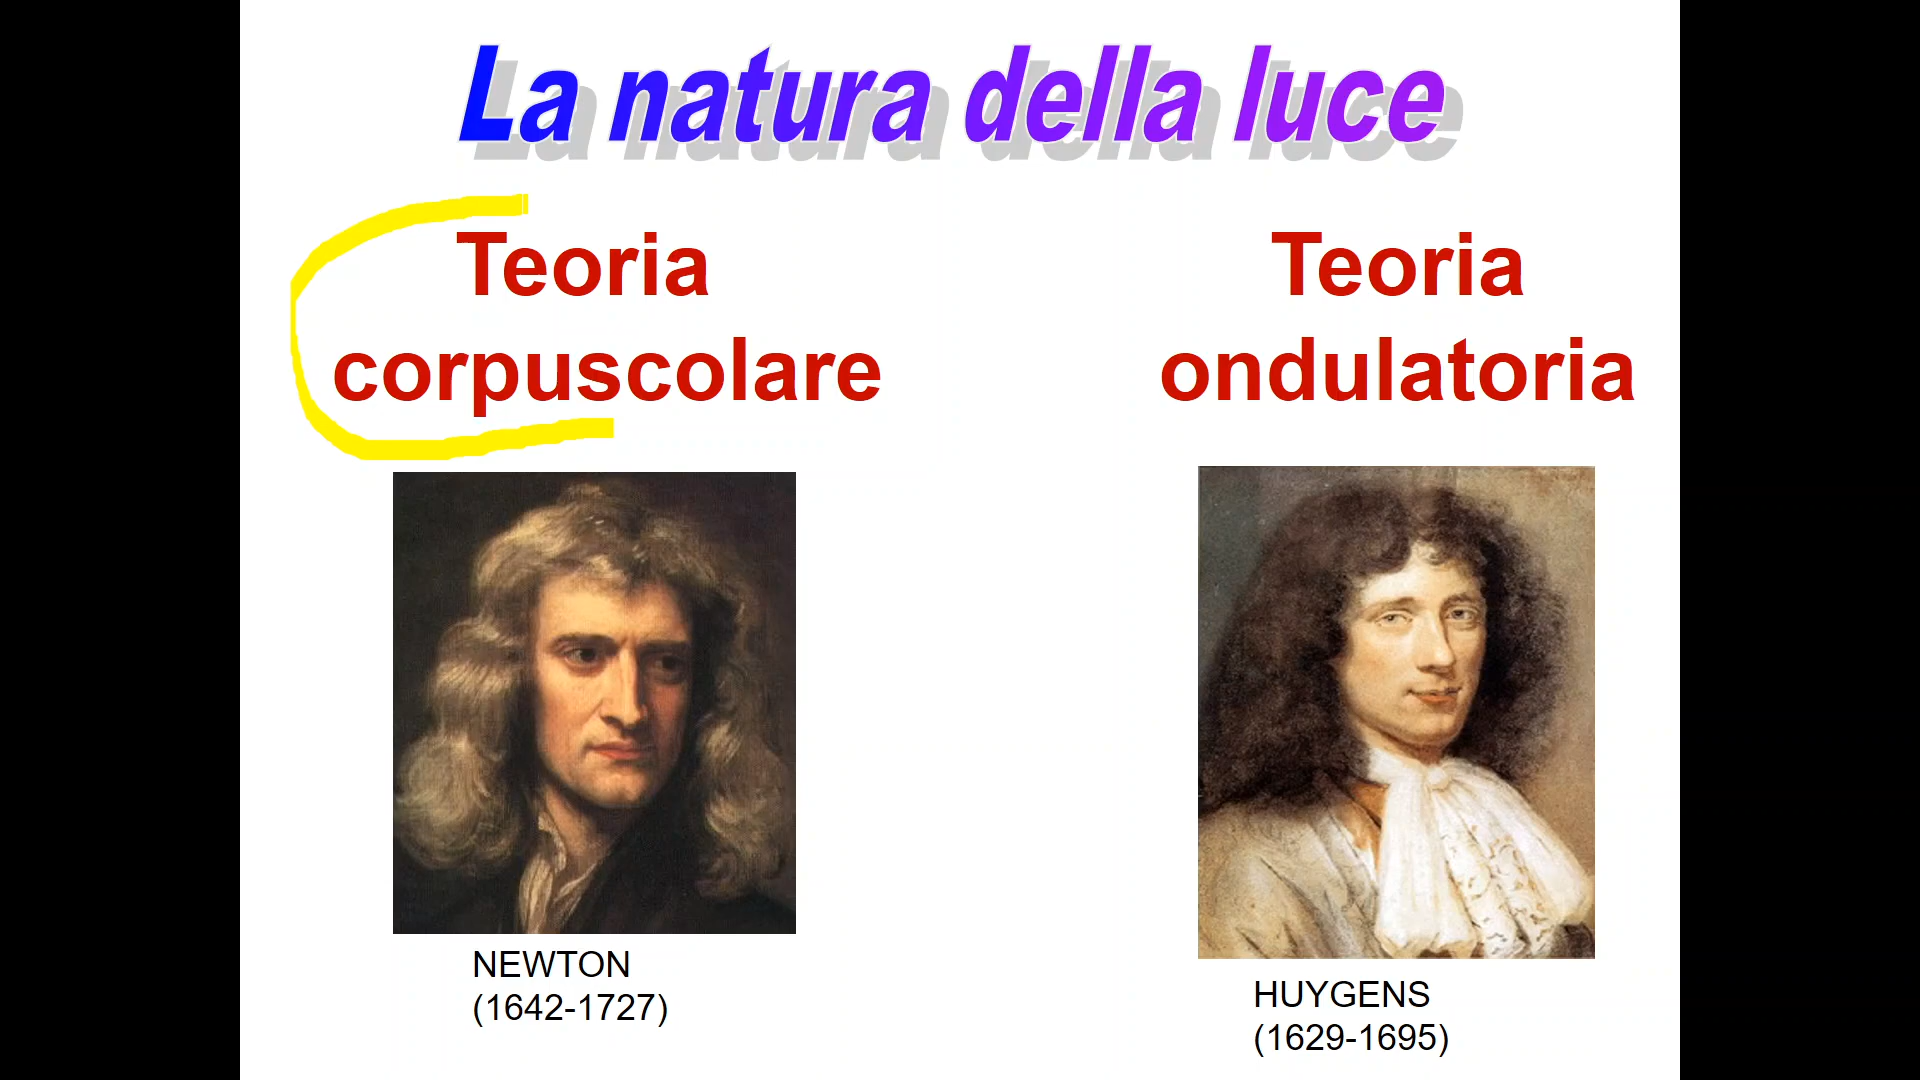 La natura della luce
Teoria
corpuscolare
Teoria
ondulatoria
NEWTON
(1642-1727)
HUYGENS
(1629-1695)